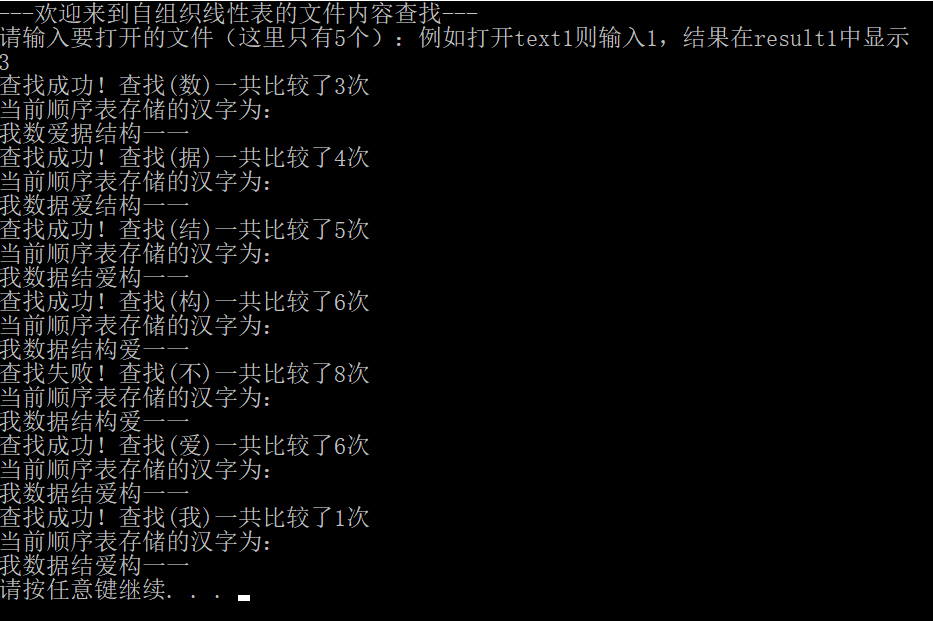 ---欢迎来到自组织线性表的文件内容查找---
请输入要打开的文件（这里只有5个）：例如打开text1则输入1，结果在result1中显示
3
查找成功！查找(数)一共比较了3次
当前顺序表存储的汉字为：
我数爱据结构一一
查找成功！查找(据)一共比较了4次
当前顺序表存储的汉字为：
我数据爱结构一一
查找成功！查找(结)一共比较了5次
当前顺序表存储的汉字为：
我数据结爱构一一
查找成功！查找(构)一共比较了6次
当前顺序表存储的汉字为：
我数据结构爱一一
查找失败！查找(不)一共比较了8次
当前顺序表存储的汉字为：
我数据结构爱一一
查找成功！查找(爱)一共比较了6次
当前顺序表存储的汉字为：
我数据结爱构一一
查找成功！查找(我)一共比较了1次
当前顺序表存储的汉字为：
我数据结爱构一一
请按任意键继续. . .